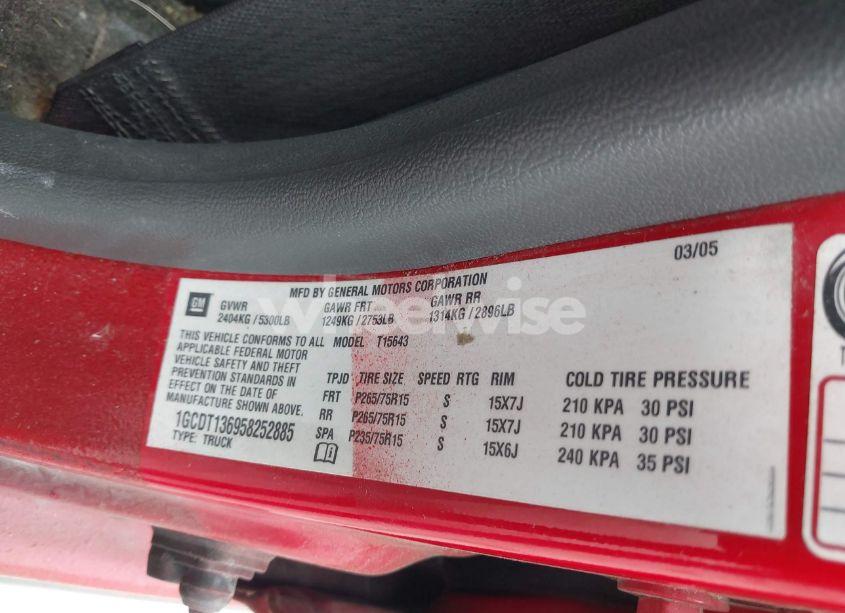 03/05
MFD BY GENERAL MOTORS CORPORATION
GM
GVWR GAWR FRT GAWR RR
2404KG / 5300LB 1249KG / 2753LB 1314KG / 2896LB
THIS VEHICLE CONFORMS TO ALL MODEL T15643
APPLICABLE FEDERAL MOTOR
VEHICLE SAFETY AND THEFT
PREVENTION STANDARDS IN
EFFECT ON THE DATE OF
MANUFACTURE SHOWN ABOVE.
1GCDT136958252885
TYPE: TRUCK
TPJD TIRE SIZE SPEED RTG RIM COLD TIRE PRESSURE
FRT P265/75R15 S 15X7J 210 KPA 30 PSI
RR P265/75R15 S 15X7J 210 KPA 30 PSI
SPA P235/75R15 S 15X6J 240 KPA 35 PSI
wheelwise